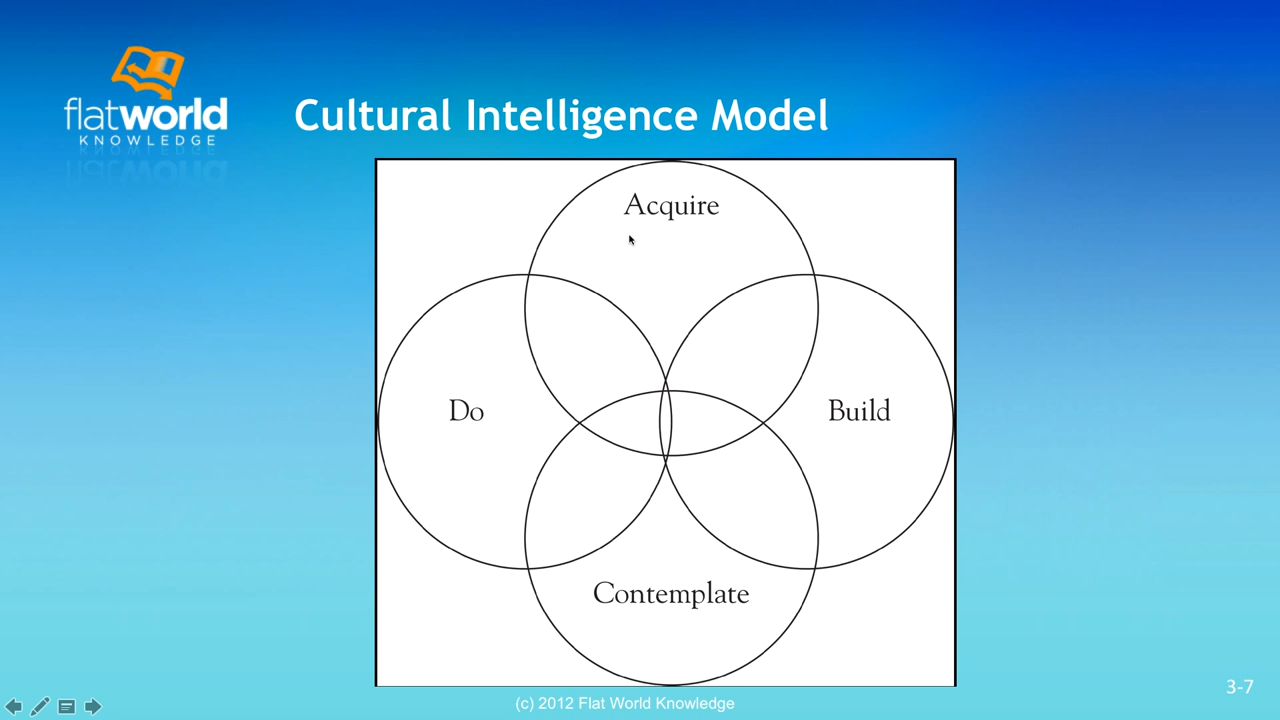 flatworld
KNOWLEDGE
Cultural Intelligence Model
Acquire
Do
Build
Contemplate
3-7
(c) 2012 Flat World Knowledge